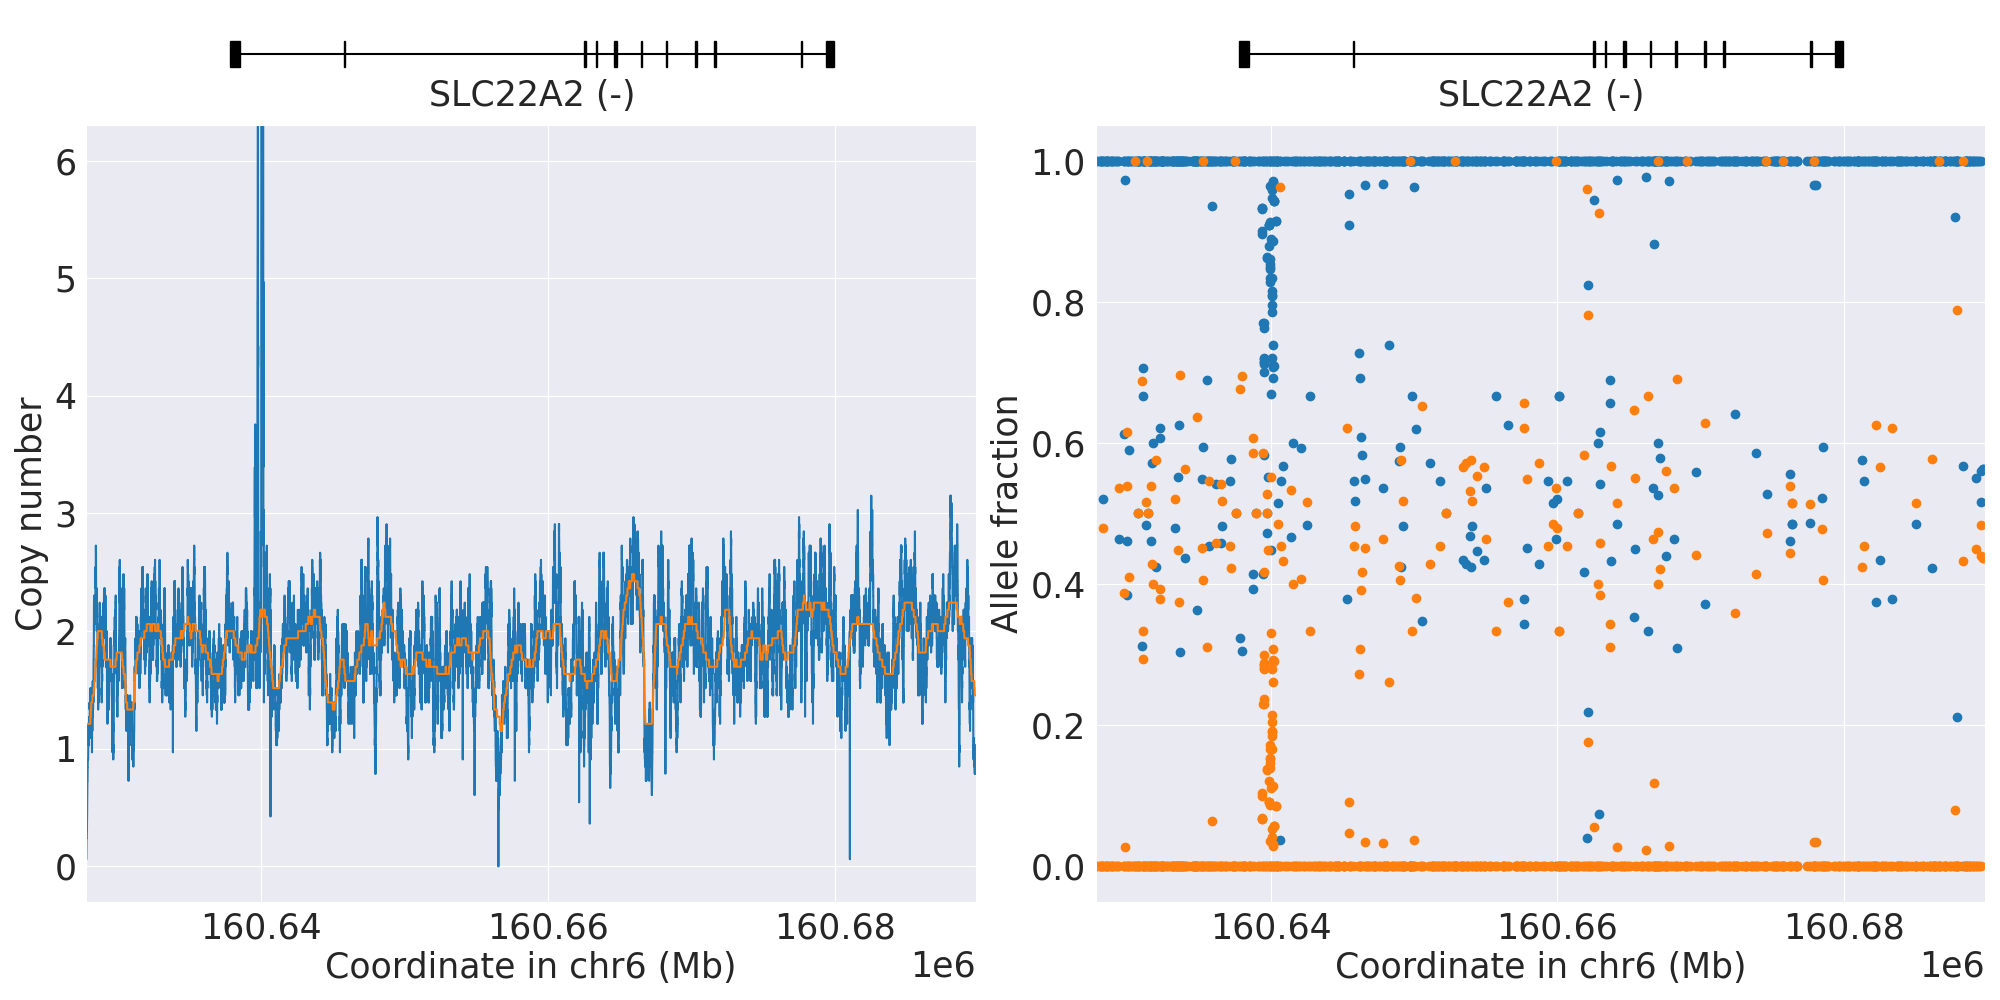 SLC22A2 (-)
Copy number
6
5
4
3
2
1
0
160.64
160.66
160.68
Coordinate in chr6 (Mb)
1e6
SLC22A2 (-)
Allele fraction
1.0
0.8
0.6
0.4
0.2
0.0
160.64
160.66
160.68
Coordinate in chr6 (Mb)
1e6